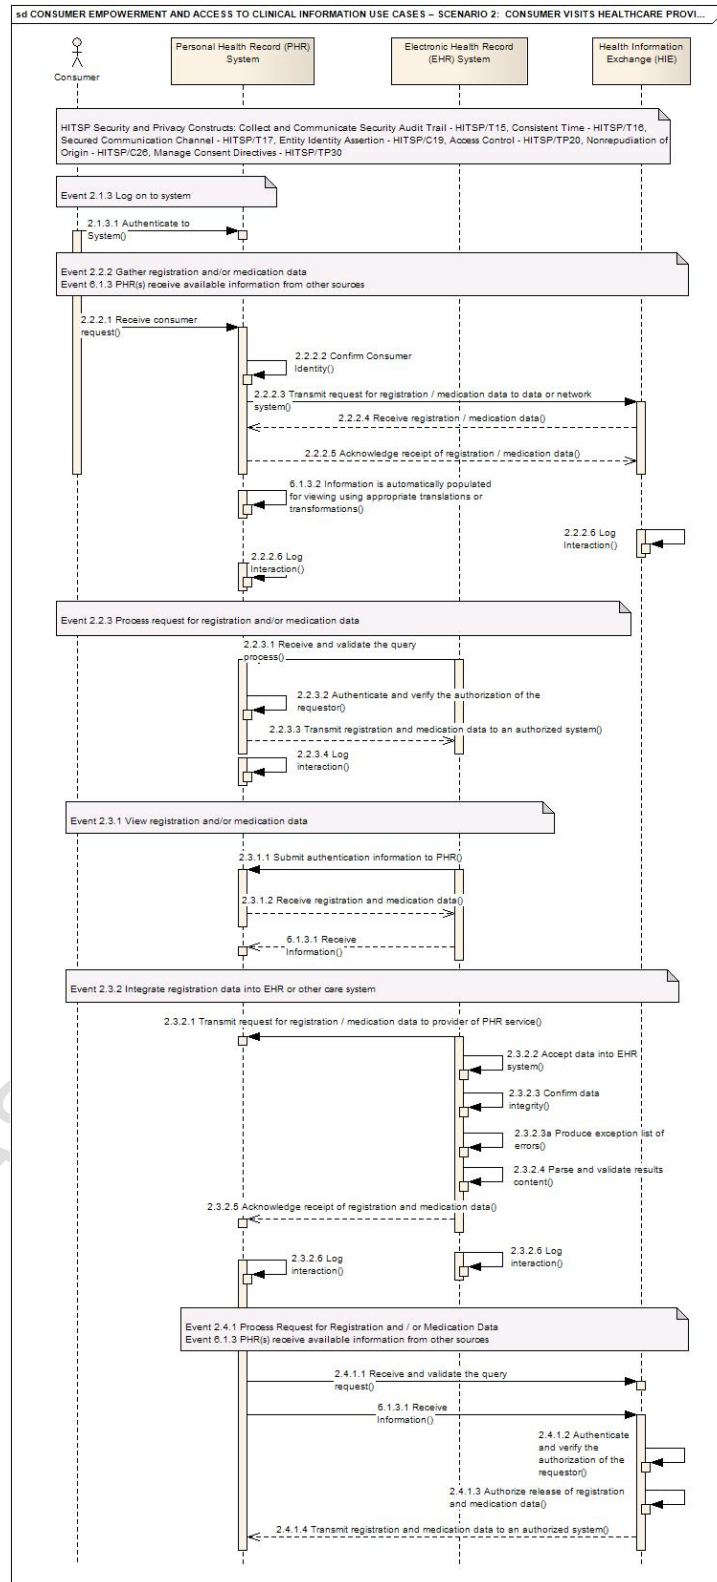 sd CONSUMER EMPOWERMENT AND ACCESS TO CLINICAL INFORMATION USE CASES – SCENARIO 2: CONSUMER VISITS HEALTHCARE PROVI...
Consumer
Personal Health Record (PHR)
System
Electronic Health Record
(EHR) System
Health Information
Exchange (HIE)
HITSP Security and Privacy Constructs: Collect and Communicate Security Audit Trail - HITSP/T15, Consistent Time - HITSP/T16,
Secured Communication Channel - HITSP/T17, Entity Identity Assertion - HITSP/C19, Access Control - HITSP/TP20, Nonrepudiation of
Origin - HITSP/C26, Manage Consent Directives - HITSP/TP30
Event 2.1.3 Log on to system
2.1.3.1 Authenticate to
System()
Event 2.2.2 Gather registration and/or medication data
Event 6.1.3 PHR(s) receive available information from other sources
2.2.2.1 Receive consumer
request()
2.2.2.2 Confirm Consumer
Identity()
2.2.2.3 Transmit request for registration / medication data to data or network
system()
2.2.2.4 Receive registration / medication data()
2.2.2.5 Acknowledge receipt of registration / medication data()
6.1.3.2 Information is automatically populated
for viewing using appropriate translations or
transformations()
2.2.2.6 Log
Interaction()
2.2.2.6 Log
Interaction()
Event 2.2.3 Process request for registration and/or medication data
2.2.3.1 Receive and validate the query
process()
2.2.3.2 Authenticate and verify the authorization of the
requestor()
2.2.3.3 Transmit registration and medication data to an authorized system()
2.2.3.4 Log
interaction()
Event 2.3.1 View registration and/or medication data
2.3.1.1 Submit authentication information to PHR()
2.3.1.2 Receive registration and medication data()
6.1.3.1 Receive
Information()
Event 2.3.2 Integrate registration data into EHR or other care system
2.3.2.1 Transmit request for registration / medication data to provider of PHR service()
2.3.2.2 Accept data into EHR
system()
2.3.2.3 Confirm data
integrity()
2.3.2.3a Produce exception list of
errors()
2.3.2.4 Parse and validate results
content()
2.3.2.5 Acknowledge receipt of registration and medication data()
2.3.2.6 Log
interaction()
2.3.2.6 Log
interaction()
Event 2.4.1 Process Request for Registration and / or Medication Data
Event 6.1.3 PHR(s) receive available information from other sources
2.4.1.1 Receive and validate the query
request()
6.1.3.1 Receive
Information()
2.4.1.2 Authenticate
and verify the
authorization of the
requestor()
2.4.1.3 Authorize release of registration
and medication data()
2.4.1.4 Transmit registration and medication data to an authorized system()